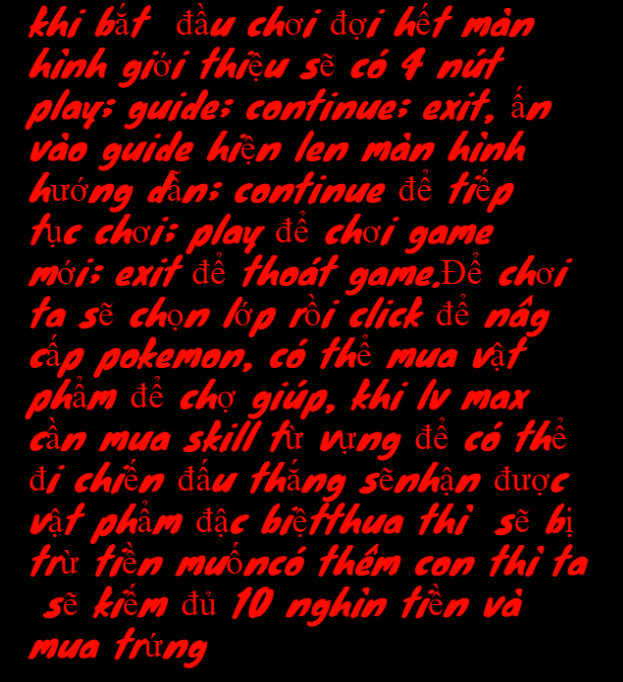 khi bắt đầu chơi đợi hết màn
hình giới thiệu sẽ có 4 nút
play; guide; continue; exit, ấn
vào guide hiện len màn hình
hướng dẫn; continue để tiếp
tục chơi; play để chơi game
mới; exit để thoát game.Để chơi
ta sẽ chọn lớp rồi click để nâg
cấp pokemon, có thể mua vật
phẩm để chợ giúp, khi lv max
cần mua skill từ vựng để có thể
đi chiến đấu thắng sẽnhận được
vật phẩm đậc biệtthua thì sẽ bị
trừ tiền muốncó thêm con thì ta
sẽ kiếm đủ 10 nghìn tiền và
mua trứng